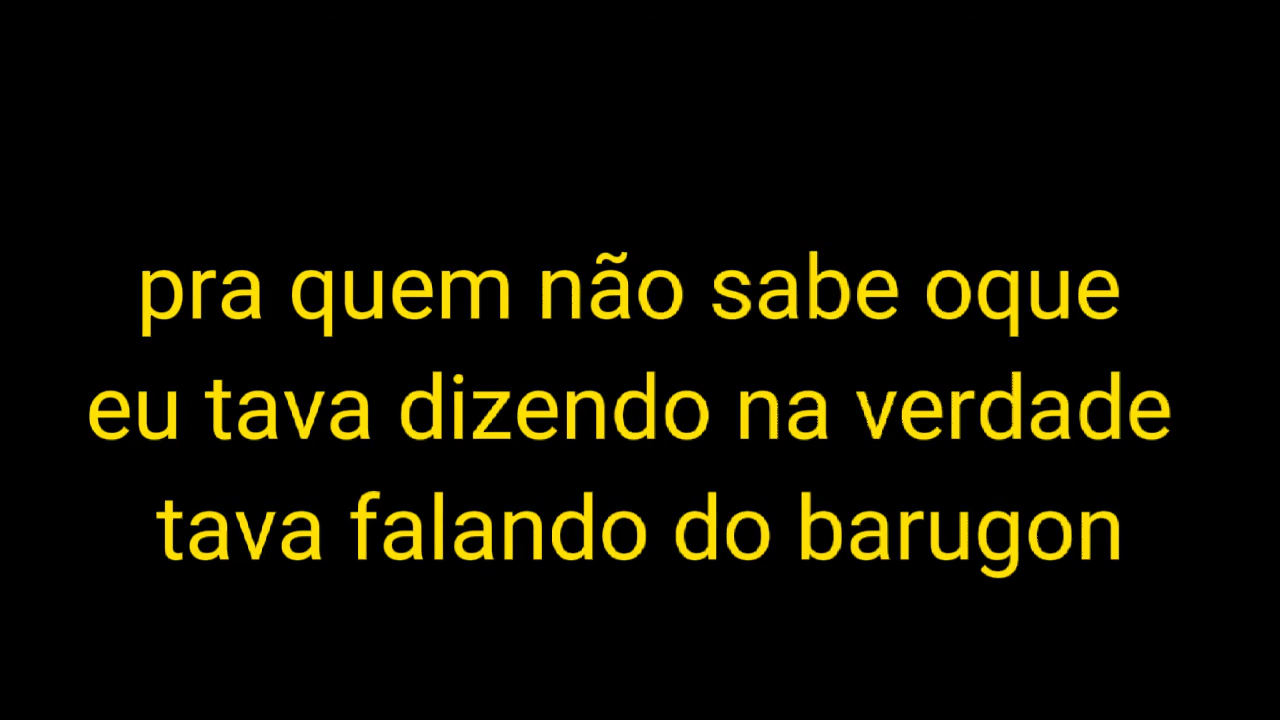 pra quem não sabe oque
eu tava dizendo na verdade
tava falando do barugon